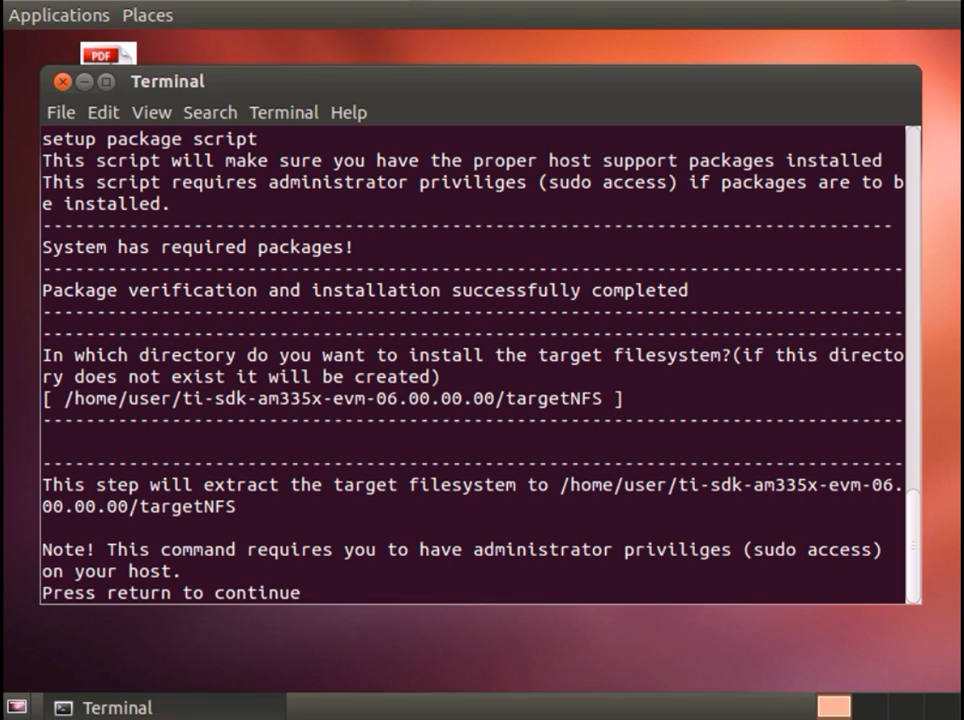 Applications Places
PDF
Terminal
File Edit View Search Terminal Help
setup package script
This script will make sure you have the proper host support packages installed
This script requires administrator priviliges (sudo access) if packages are to b
e installed.
--------------------------------------------------------------------------------
System has required packages!
--------------------------------------------------------------------------------
Package verification and installation successfully completed
--------------------------------------------------------------------------------
--------------------------------------------------------------------------------
In which directory do you want to install the target filesystem?(if this directo
ry does not exist it will be created)
[ /home/user/ti-sdk-am335x-evm-06.00.00.00/targetNFS ]
--------------------------------------------------------------------------------
--------------------------------------------------------------------------------
This step will extract the target filesystem to /home/user/ti-sdk-am335x-evm-06.
00.00.00/targetNFS
Note! This command requires you to have administrator priviliges (sudo access)
on your host.
Press return to continue
Terminal